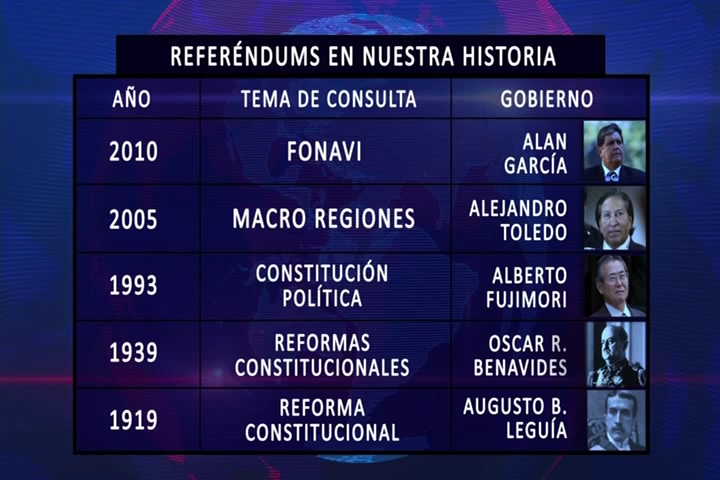 REFERÉNDUMS EN NUESTRA HISTORIA
AÑO TEMA DE CONSULTA GOBIERNO
2010 FONAVI ALAN
GARCÍA
2005 MACRO REGIONES ALEJANDRO
TOLEDO
1993 CONSTITUCIÓN
POLÍTICA
ALBERTO
FUJIMORI
1939 REFORMAS
CONSTITUCIONALES
OSCAR R.
BENAVIDES
1919 REFORMA
CONSTITUCIONAL
AUGUSTO B.
LEGUÍA